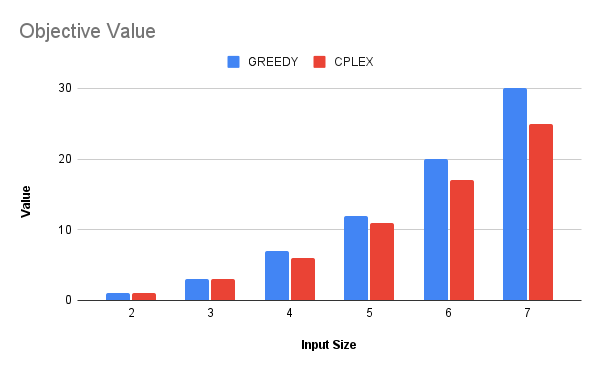 Objective Value
GREEDY CPLEX
30
20
10
0
Value
2 3 4 5 6 7
Input Size